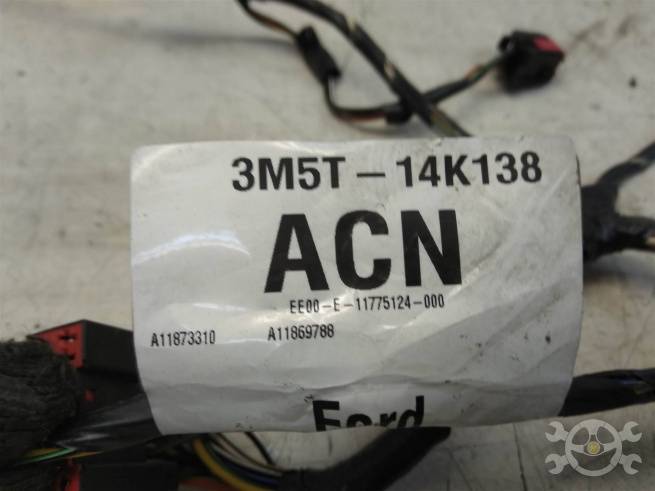 3M5T-14K138
ACN
EE00-E-11775124-000
A11873310 A11869788
Ford